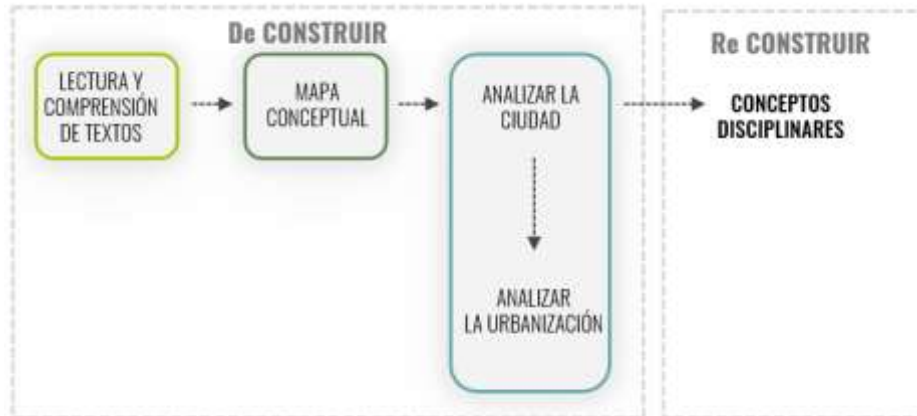 De CONSTRUIR
LECTURA Y
COMPRENSIÓN
DE TEXTOS
MAPA
CONCEPTUAL
ANALIZAR LA
CIUDAD
ANALIZAR
LA URBANIZACIÓN
Re CONSTRUIR
CONCEPTOS
DISCIPLINARES